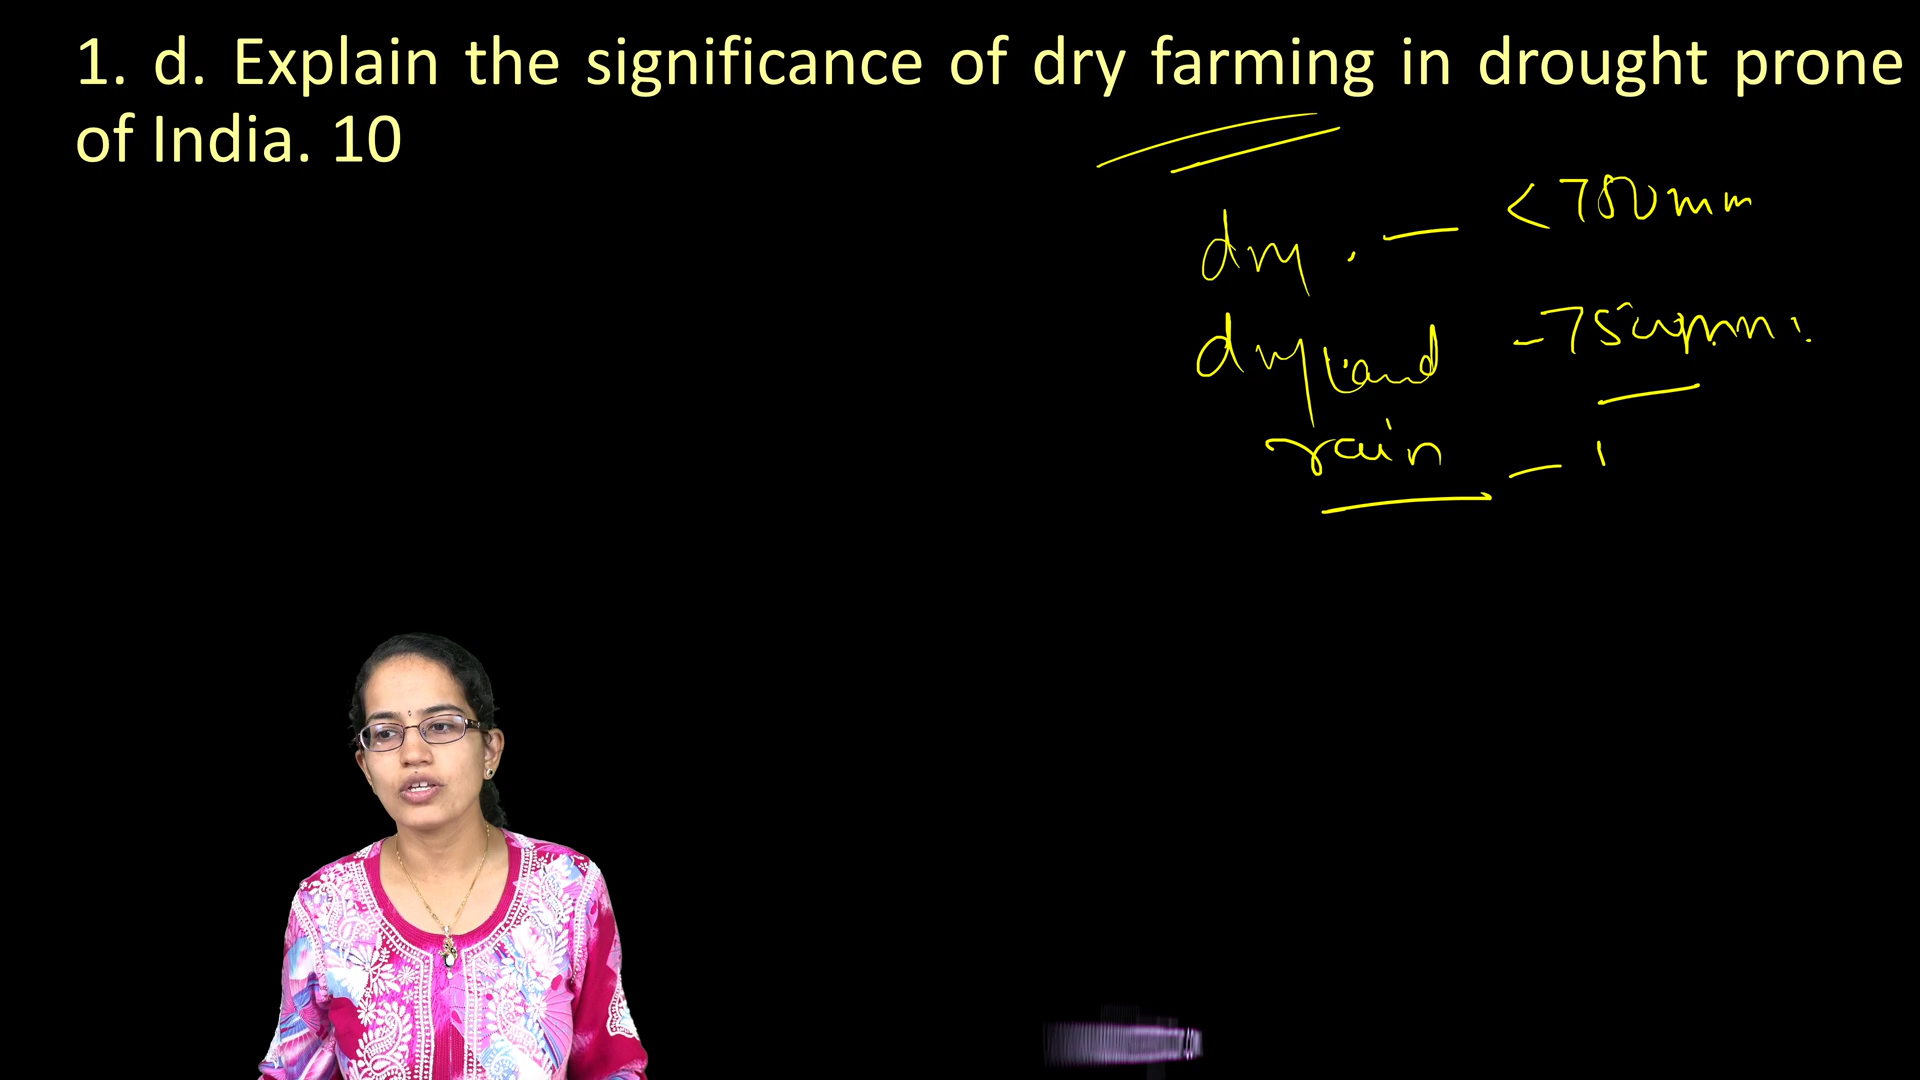 1. d. Explain the significance of dry farming in drought prone
of India. 10
dry. — <750mm
dryland -750mm
rain —